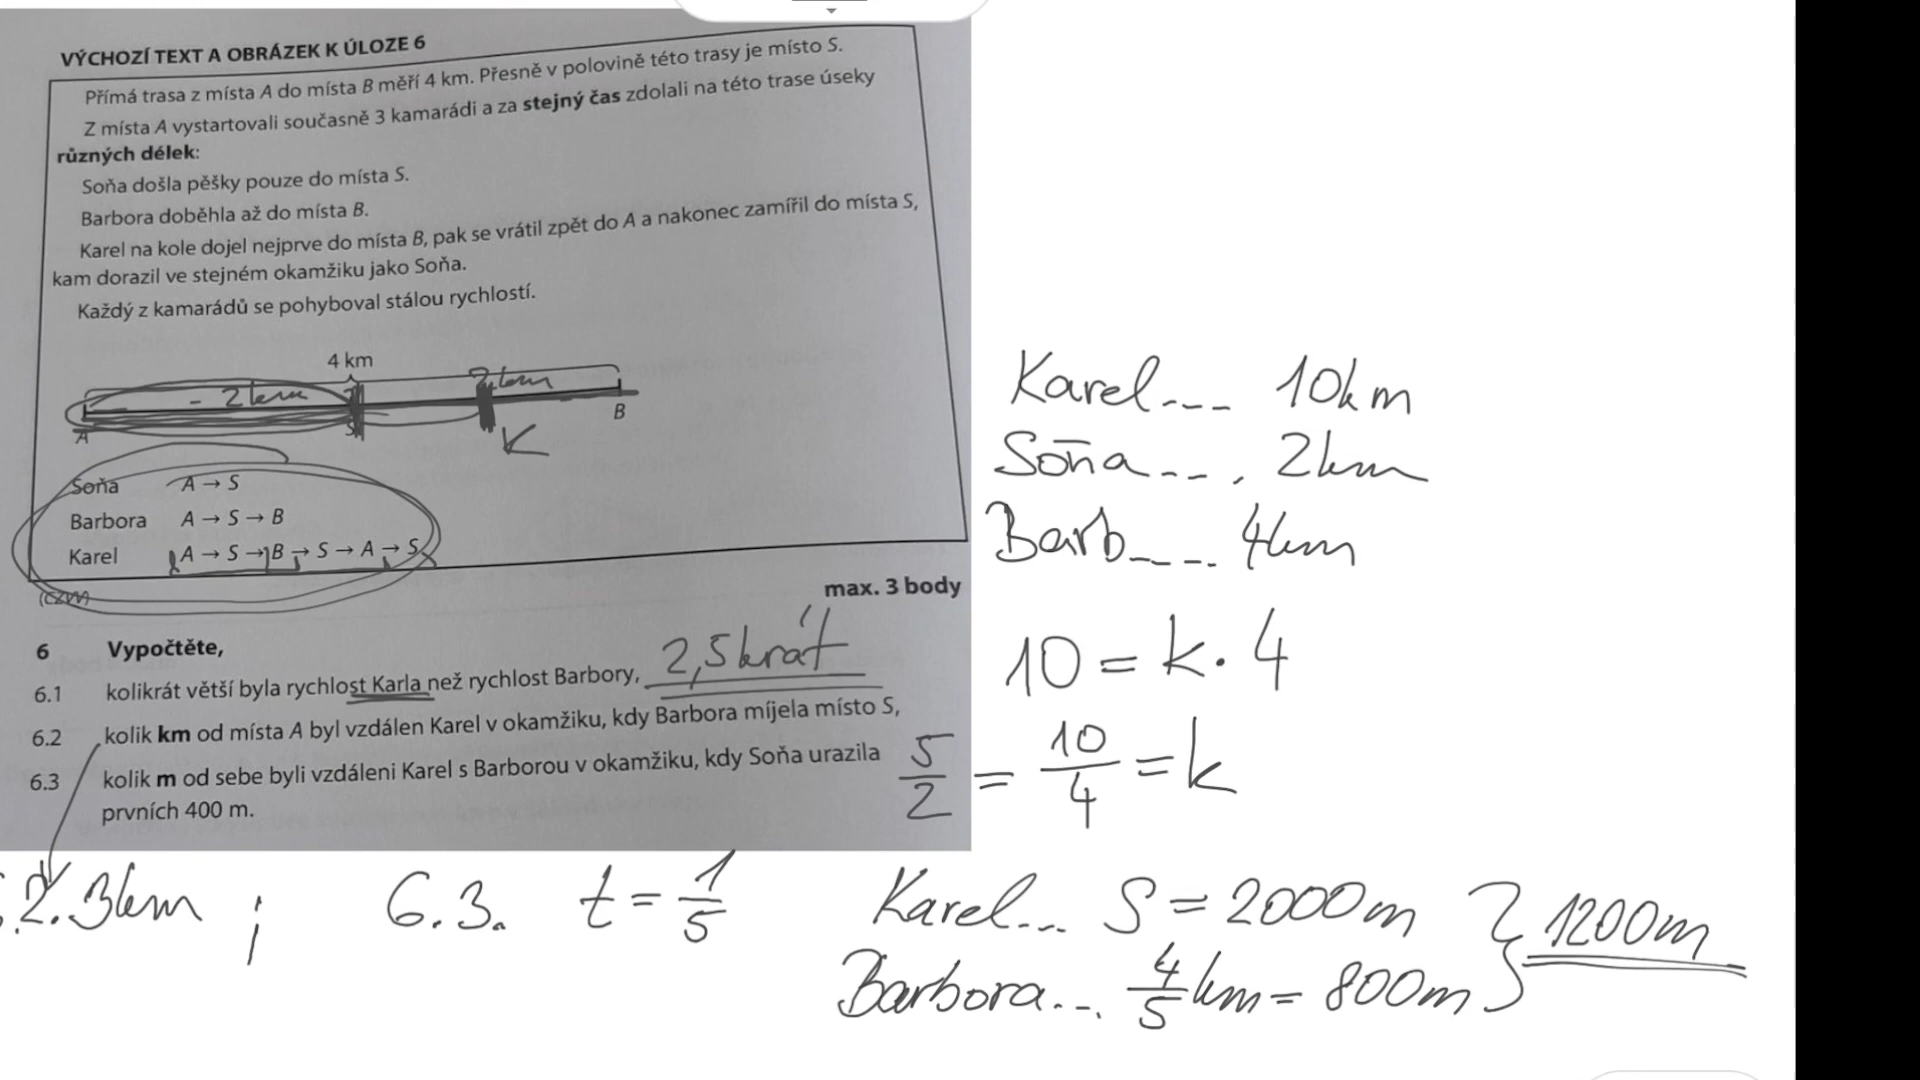 VÝCHOZÍ TEXT A OBRÁZEK K ÚLOZE 6
Přímá trasa z místa A do místa B měří 4 km. Přesně v polovině této trasy je místo S.
Z místa A vystartovali současně 3 kamarádi a za stejný čas zdolali na této trase úseky
různých délek:
Soňa došla pěšky pouze do místa S.
Barbora doběhla až do místa B.
Karel na kole dojel nejprve do místa B, pak se vrátil zpět do A a nakonec zamířil do místa S,
kam dorazil ve stejném okamžiku jako Soňa.
Každý z kamarádů se pohyboval stálou rychlostí.
4 km
- 2km 2km
A S B
K
Soňa A → S
Barbora A → S → B
Karel A → S → B → S → A → S
(CZVV)
max. 3 body
6 Vypočtěte,
6.1 kolikrát větší byla rychlost Karla než rychlost Barbory, 2,5krát
6.2 kolik km od místa A byl vzdálen Karel v okamžiku, kdy Barbora míjela místo S,
6.3 kolik m od sebe byli vzdáleni Karel s Barborou v okamžiku, kdy Soňa urazila
prvních 400 m.
Karel--- 10km
Soňa--. 2km
Barb---. 4km
10 = k · 4
5/2 = 10/4 = k
.2. 3km ; 6.3. t = 1/5
Karel... S = 2000m } 1200m
Barbora... 4/5 km = 800m